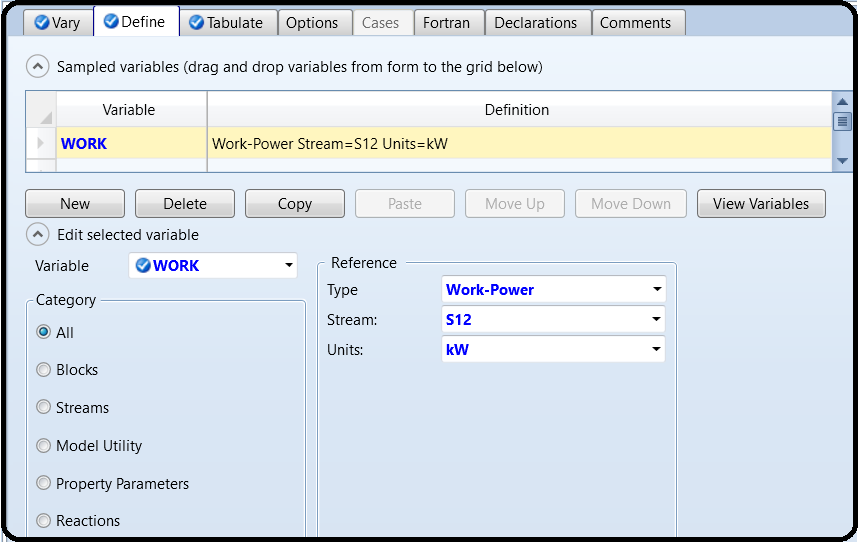 Vary Define Tabulate Options Cases Fortran Declarations Comments
Sampled variables (drag and drop variables from form to the grid below)
Variable Definition
WORK Work-Power Stream=S12 Units=kW
New Delete Copy Paste Move Up Move Down View Variables
Edit selected variable
Variable WORK
Reference
Type Work-Power
Stream: S12
Units: kW
Category
All
Blocks
Streams
Model Utility
Property Parameters
Reactions